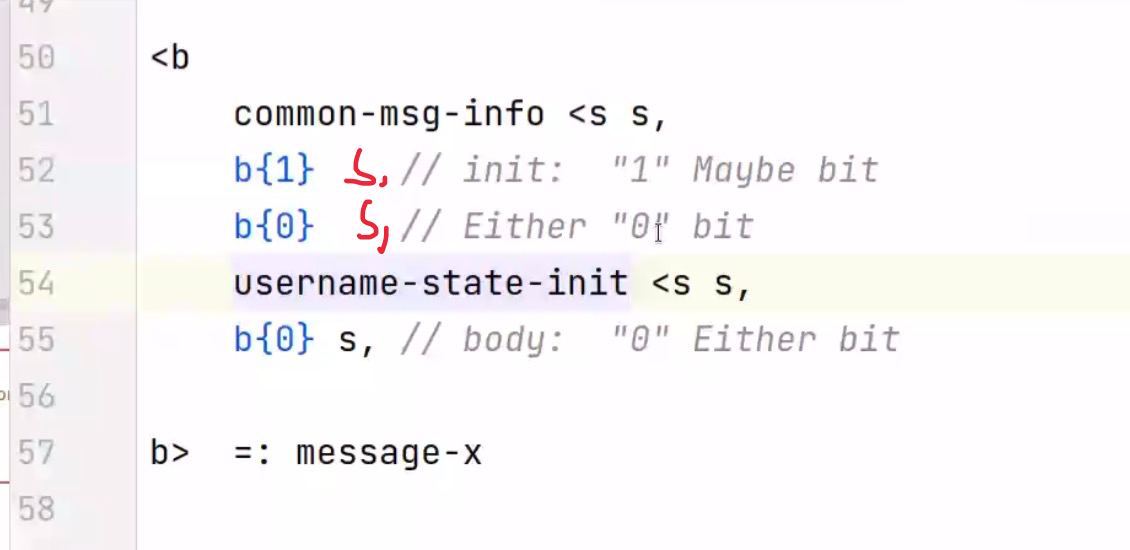 49
50 <b
51 common-msg-info <s s,
52 b{1} s, // init: "1" Maybe bit
53 b{0} s, // Either "0" bit
54 username-state-init <s s,
55 b{0} s, // body: "0" Either bit
56
57 b> =: message-x
58